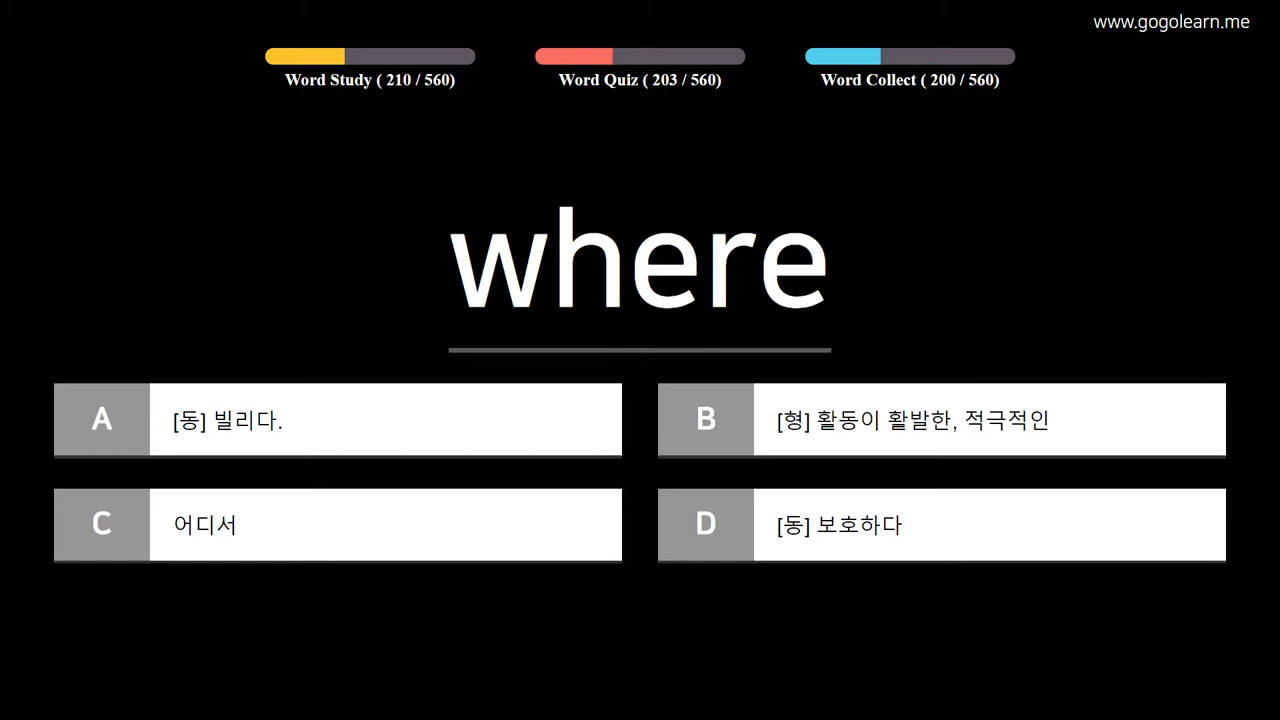 www.gogolearn.me
Word Study ( 210 / 560)
Word Quiz ( 203 / 560)
Word Collect ( 200 / 560)
where
A
[동] 빌리다.
B
[형] 활동이 활발한, 적극적인
C
어디서
D
[동] 보호하다